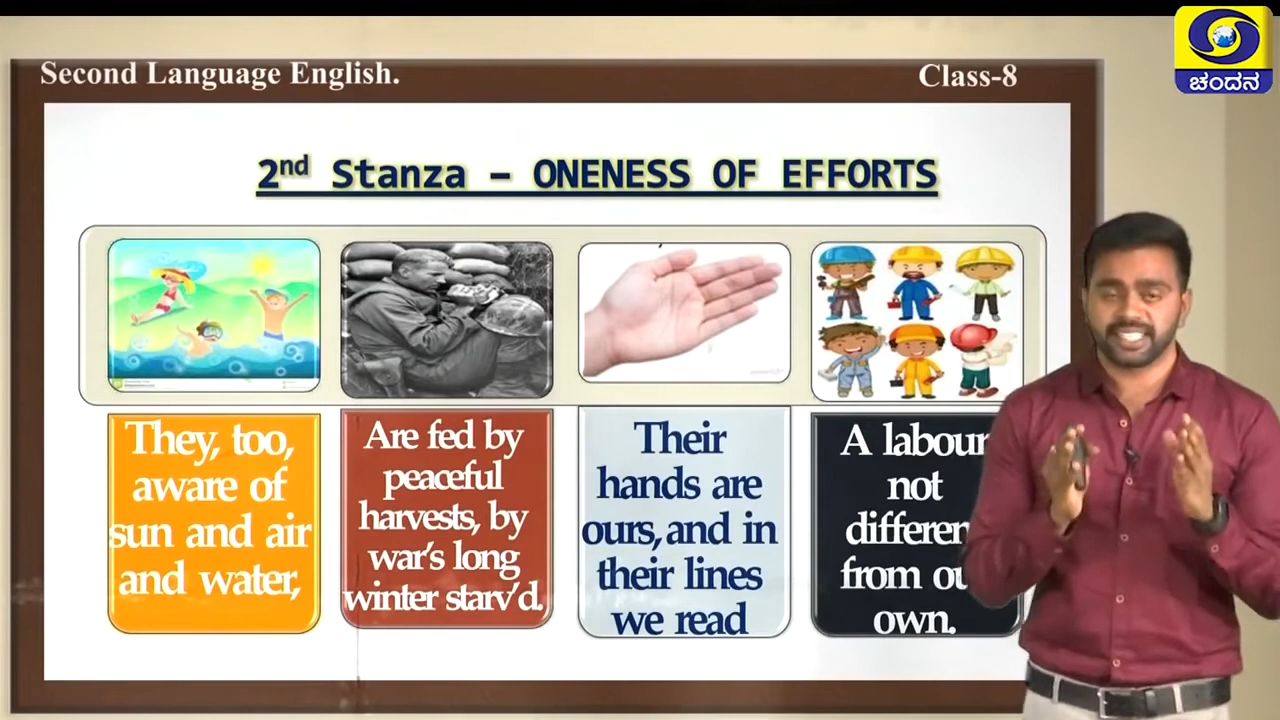 Second Language English.
Class-8
ಚಂದನ
2nd Stanza – ONENESS OF EFFORTS
They, too,
aware of
sun and air
and water,
Are fed by
peaceful
harvests, by
war's long
winter starv'd.
Their
hands are
ours, and in
their lines
we read
A labour
not
differen
from ou
own.